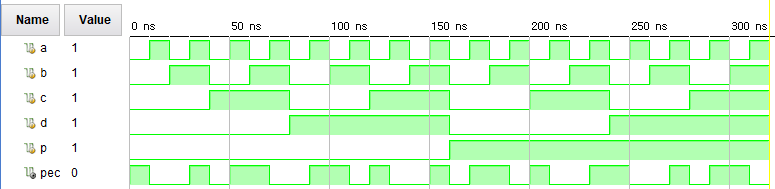 Name Value
0 ns 50 ns 100 ns 150 ns 200 ns 250 ns 300 ns
a 1
b 1
c 1
d 1
p 1
pec 0